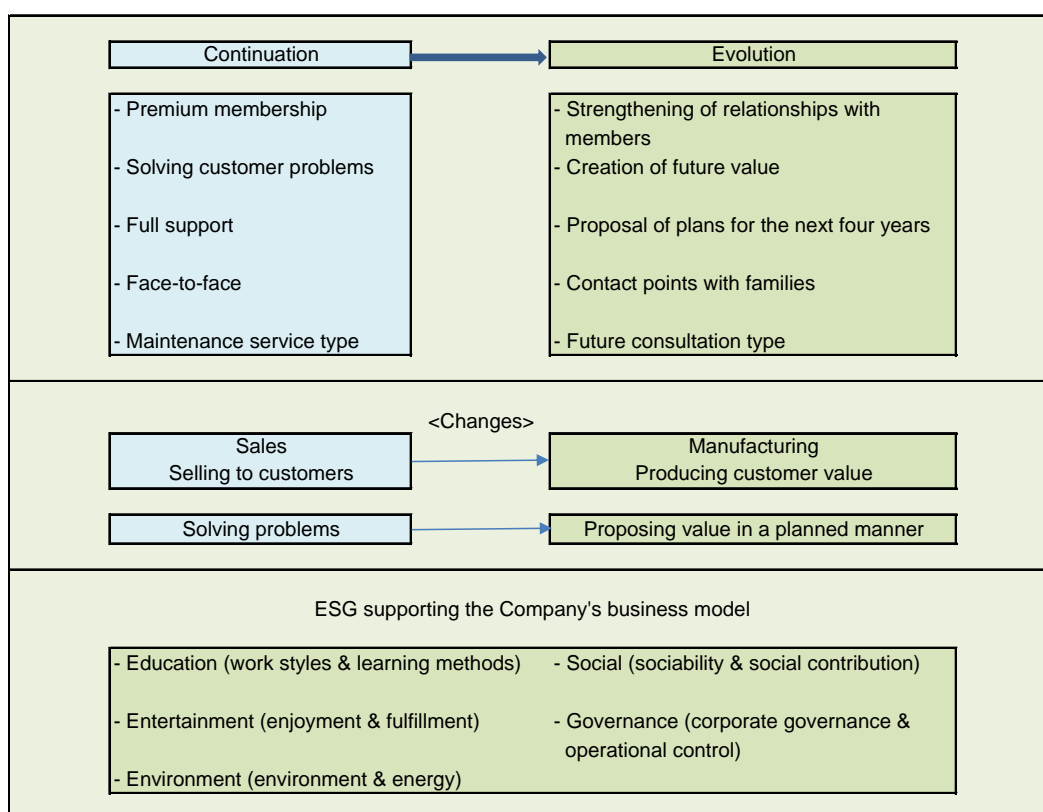 Continuation
Evolution
- Premium membership
- Solving customer problems
- Full support
- Face-to-face
- Maintenance service type
- Strengthening of relationships with
members
- Creation of future value
- Proposal of plans for the next four years
- Contact points with families
- Future consultation type
<Changes>
Sales
Selling to customers
Manufacturing
Producing customer value
Solving problems
Proposing value in a planned manner
ESG supporting the Company's business model
- Education (work styles & learning methods)
- Entertainment (enjoyment & fulfillment)
- Environment (environment & energy)
- Social (sociability & social contribution)
- Governance (corporate governance &
operational control)